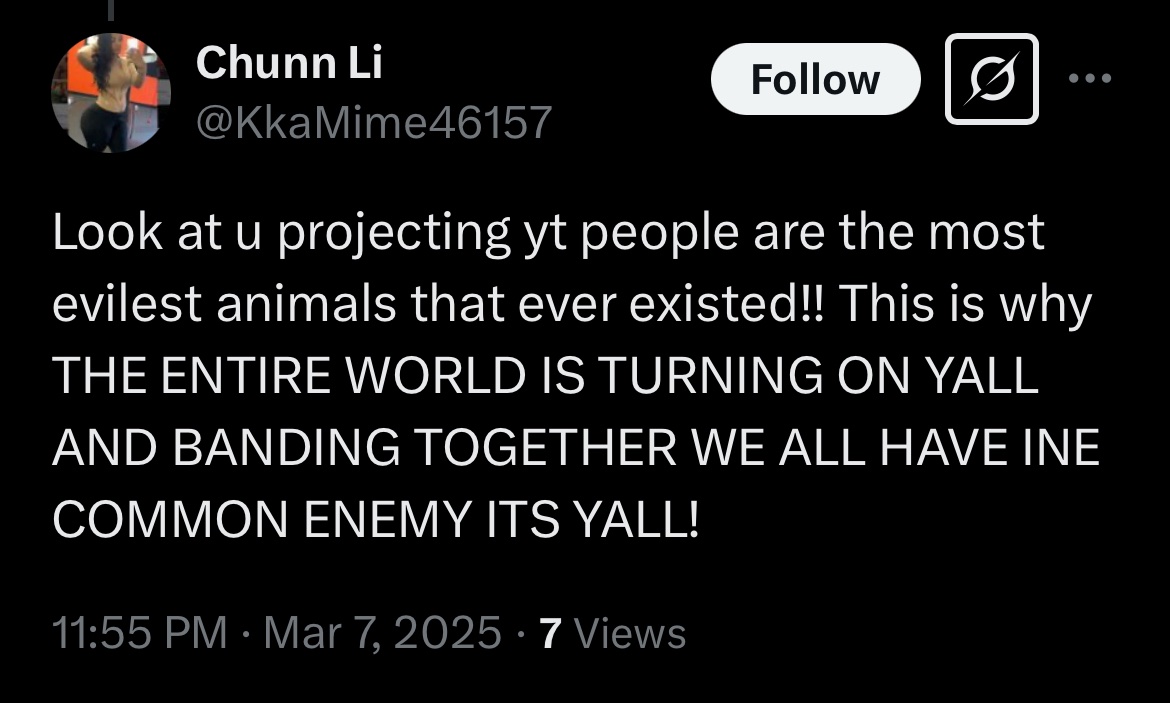 Chunn Li
@KkaMime46157
Follow
Look at u projecting yt people are the most
evilest animals that ever existed!! This is why
THE ENTIRE WORLD IS TURNING ON YALL
AND BANDING TOGETHER WE ALL HAVE INE
COMMON ENEMY ITS YALL!
11:55 PM · Mar 7, 2025 · 7 Views